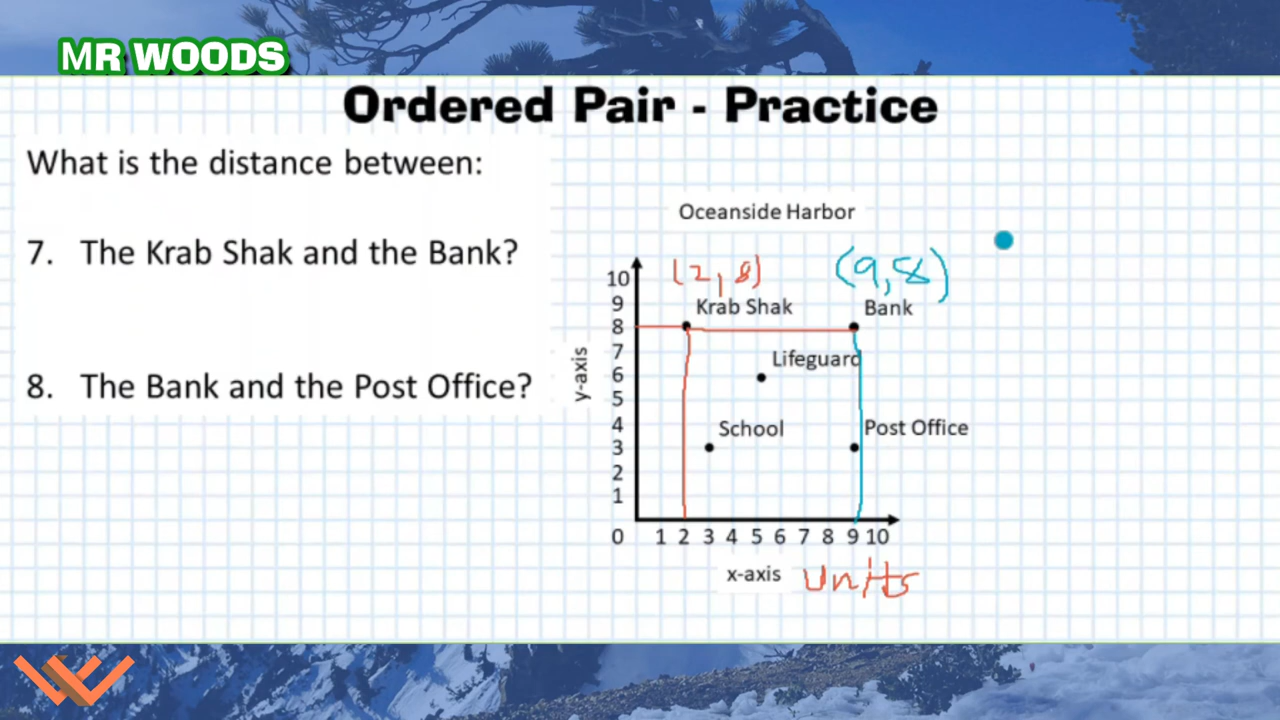 MR WOODS
Ordered Pair - Practice
What is the distance between:
7. The Krab Shak and the Bank?
8. The Bank and the Post Office?
Oceanside Harbor
(2,8)
(9,8)
Krab Shak
Bank
Lifeguard
School
Post Office
y-axis
10
9
8
7
6
5
4
3
2
1
0 1 2 3 4 5 6 7 8 9 10
x-axis units